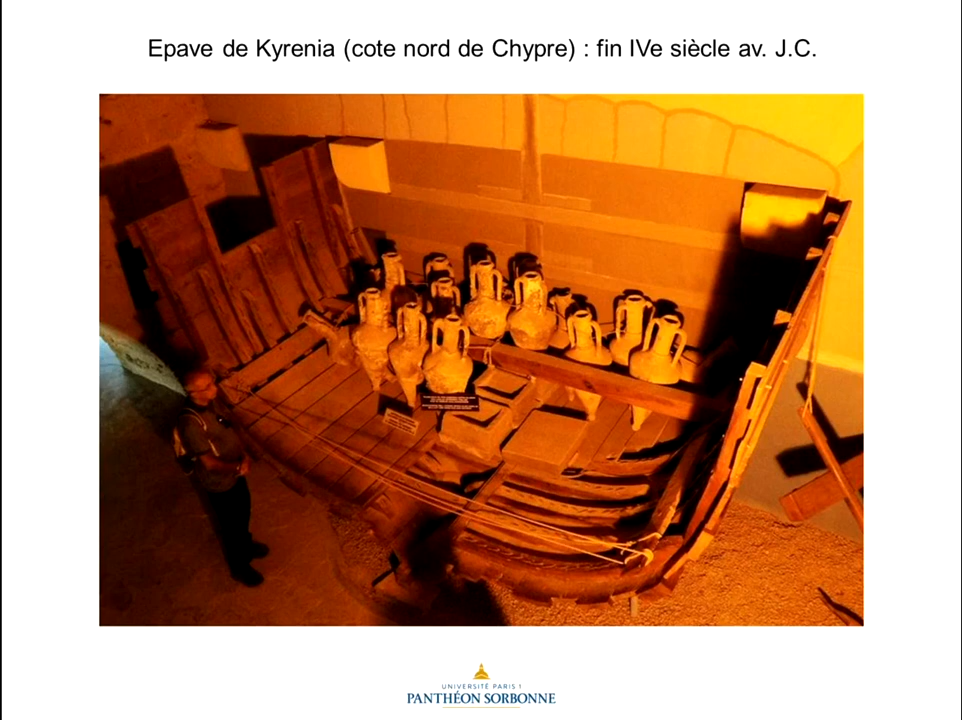 Epave de Kyrenia (cote nord de Chypre) : fin IVe siècle av. J.C.
UNIVERSITÉ PARIS 1
PANTHÉON SORBONNE